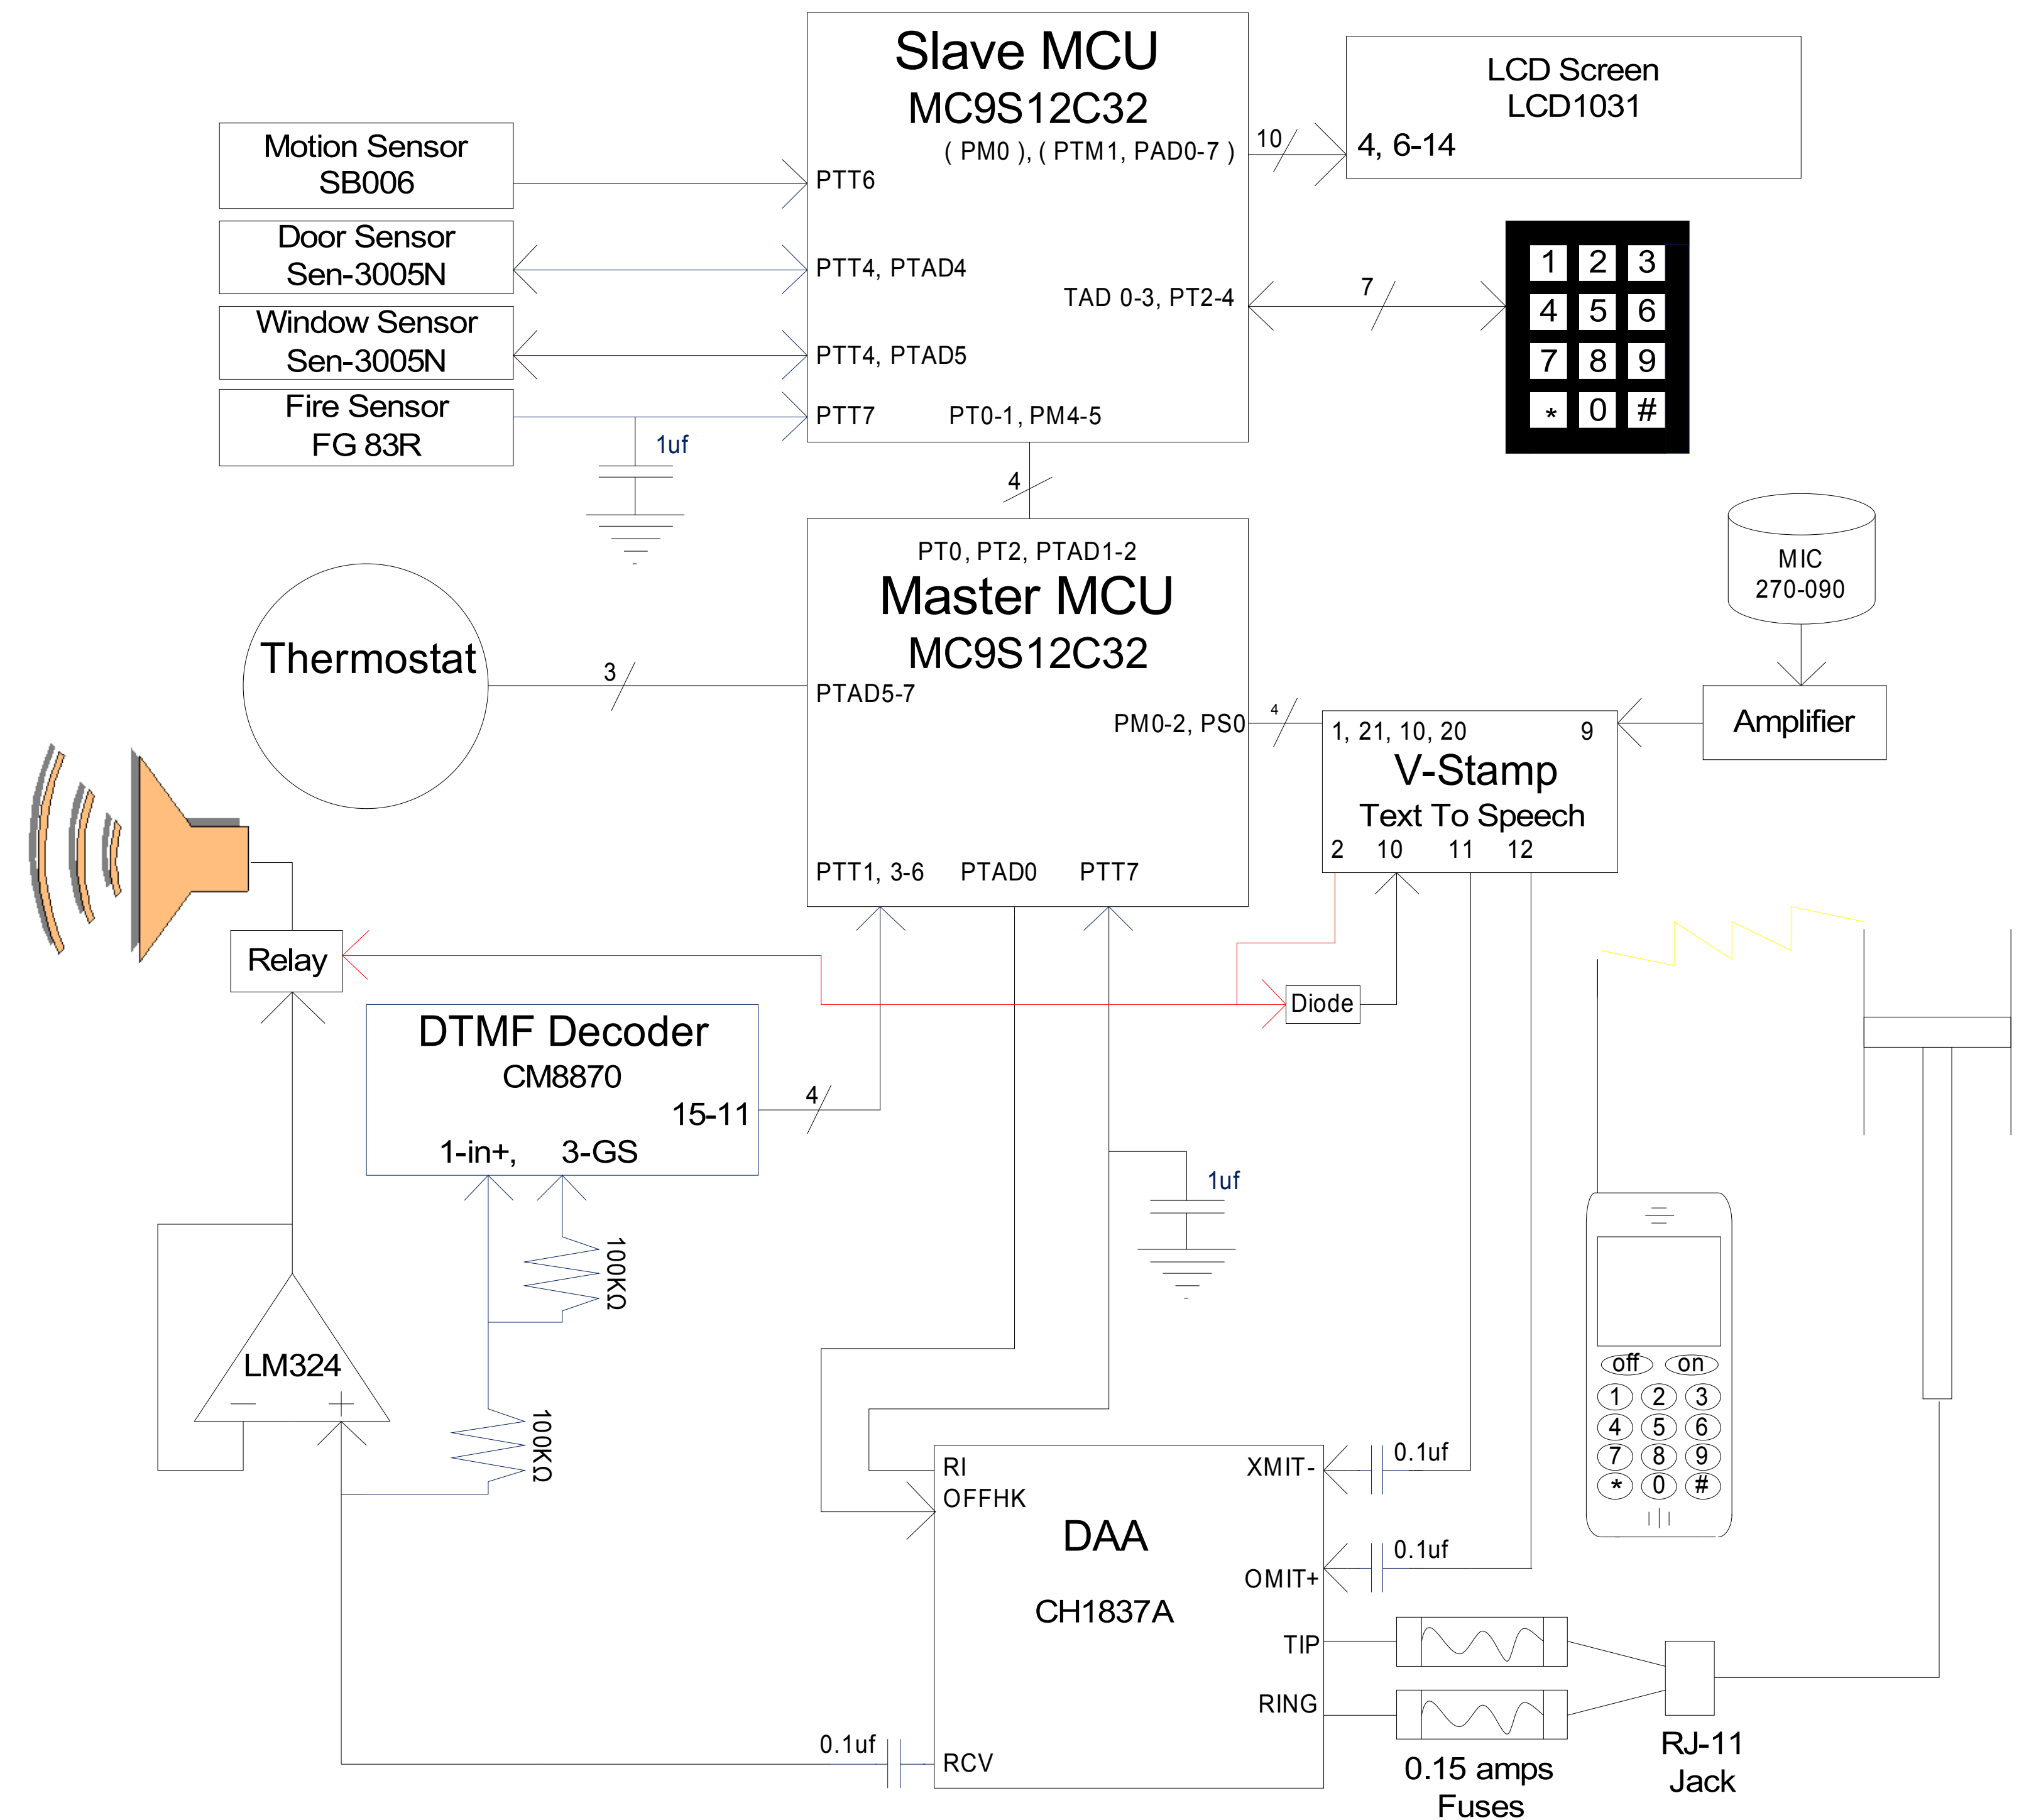 Slave MCU
MC9S12C32
( PM0 ), ( PTM1, PAD0-7 )
PTT6
PTT4, PTAD4
TAD 0-3, PT2-4
PTT4, PTAD5
PTT7
PT0-1, PM4-5
LCD Screen
LCD1031
4, 6-14
10
Motion Sensor
SB006
Door Sensor
Sen-3005N
Window Sensor
Sen-3005N
Fire Sensor
FG 83R
1uf
7
1 2 3
4 5 6
7 8 9
* 0 #
4
PT0, PT2, PTAD1-2
Master MCU
MC9S12C32
PTAD5-7
PM0-2, PS0
PTT1, 3-6
PTAD0
PTT7
Thermostat
3
MIC
270-090
Amplifier
4
1, 21, 10, 20
9
V-Stamp
Text To Speech
2
10
11
12
Relay
Diode
DTMF Decoder
CM8870
15-11
1-in+,
3-GS
4
1uf
100KΩ
100KΩ
LM324
off
on
1 2 3
4 5 6
7 8 9
* 0 #
RI
OFFHK
XMIT-
0.1uf
DAA
CH1837A
OMIT+
0.1uf
TIP
RING
RCV
0.1uf
0.15 amps
Fuses
RJ-11
Jack